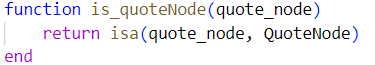 function is_quoteNode(quote_node)
    return isa(quote_node, QuoteNode)
end